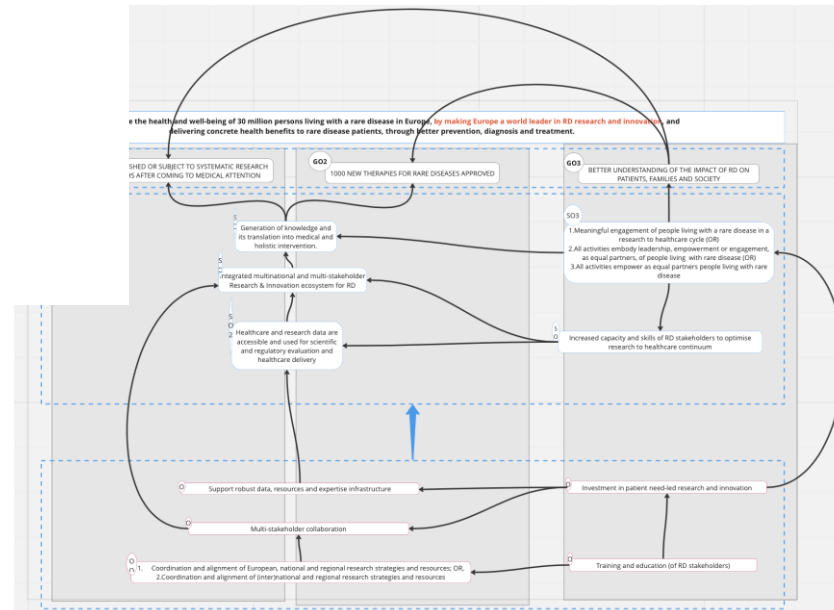 e the health and well-being of 30 million persons living with a rare disease in Europe, by making Europe a world leader in RD research and innovation, and
delivering concrete health benefits to rare disease patients, through better prevention, diagnosis and treatment.
SHED OR SUBJECT TO SYSTEMATIC RESEARCH
S AFTER COMING TO MEDICAL ATTENTION
GO2
1000 NEW THERAPIES FOR RARE DISEASES APPROVED
GO3
BETTER UNDERSTANDING OF THE IMPACT OF RD ON
PATIENTS, FAMILIES AND SOCIETY
S
Generation of knowledge and
its translation into medical and
holistic intervention.
SO3
1.Meaningful engagement of people living with a rare disease in a
research to healthcare cycle (OR)
2.All activities embody leadership, empowerment or engagement,
as equal partners, of people living with rare disease (OR)
3.All activities empower as equal partners people living with rare
disease
S
Integrated multinational and multi-stakeholder
Research & Innovation ecosystem for RD
S
O
2
Healthcare and research data are
accessible and used for scientific
and regulatory evaluation and
healthcare delivery
S
O
Increased capacity and skills of RD stakeholders to optimise
research to healthcare continuum
O
Support robust data, resources and expertise infrastructure
O
Investment in patient need-led research and innovation
O
Multi-stakeholder collaboration
O
O
1. Coordination and alignment of European, national and regional research strategies and resources; OR,
2.Coordination and alignment of (inter)national and regional research strategies and resources
O
Training and education (of RD stakeholders)